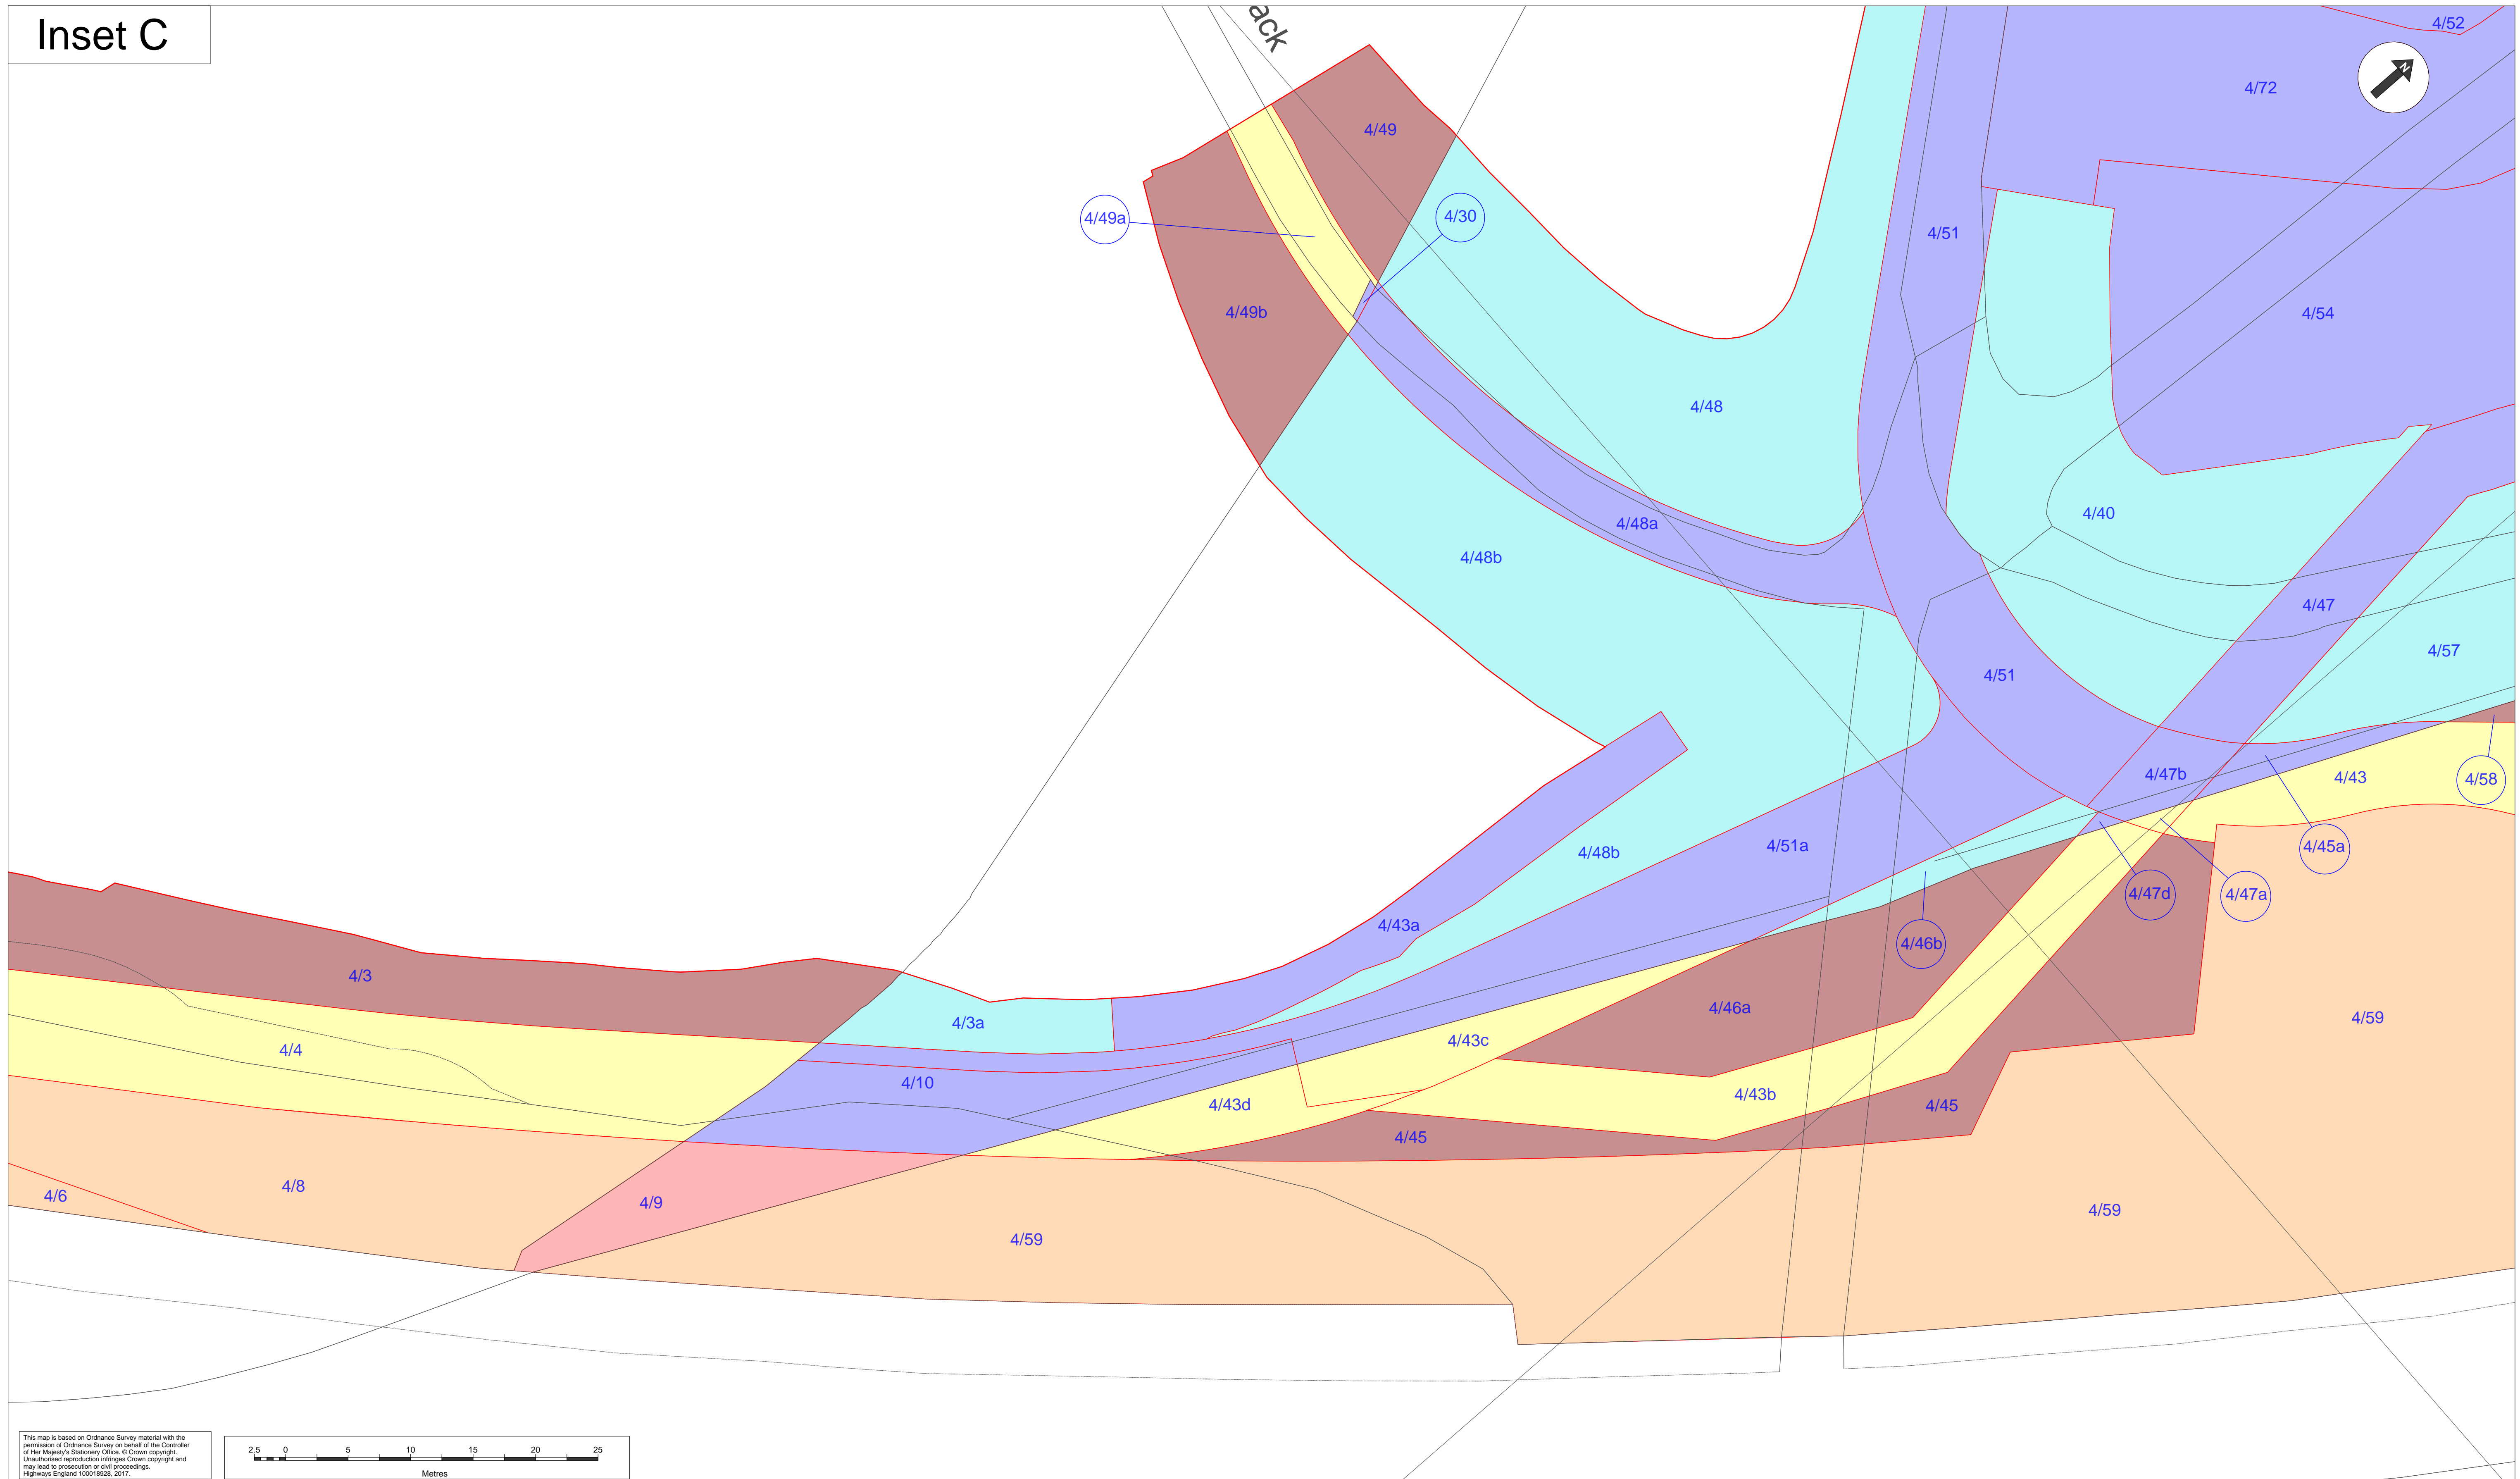 Inset C
ack
4/52
N
4/72
4/49
4/49a
4/30
4/51
4/49b
4/54
4/48
4/48a
4/40
4/48b
4/47
4/57
4/51
4/47b
4/43
4/58
4/51a
4/48b
4/45a
4/47d
4/47a
4/43a
4/46b
4/3
4/46a
4/59
4/3a
4/43c
4/4
4/10
4/43d
4/43b
4/45
4/45
4/8
4/6
4/9
4/59
4/59
This map is based on Ordnance Survey material with the
permission of Ordnance Survey on behalf of the Controller
of Her Majesty's Stationery Office. © Crown copyright.
Unauthorised reproduction infringes Crown copyright and
may lead to prosecution or civil proceedings.
Highways England 100018928, 2017.
2.5 0 5 10 15 20 25
Metres